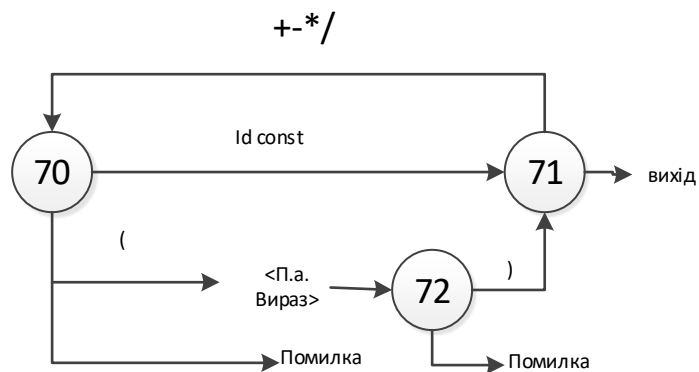 +-*/
Id const
70
71
вихід
(
<П.а.
Вираз>
72
)
Помилка
Помилка